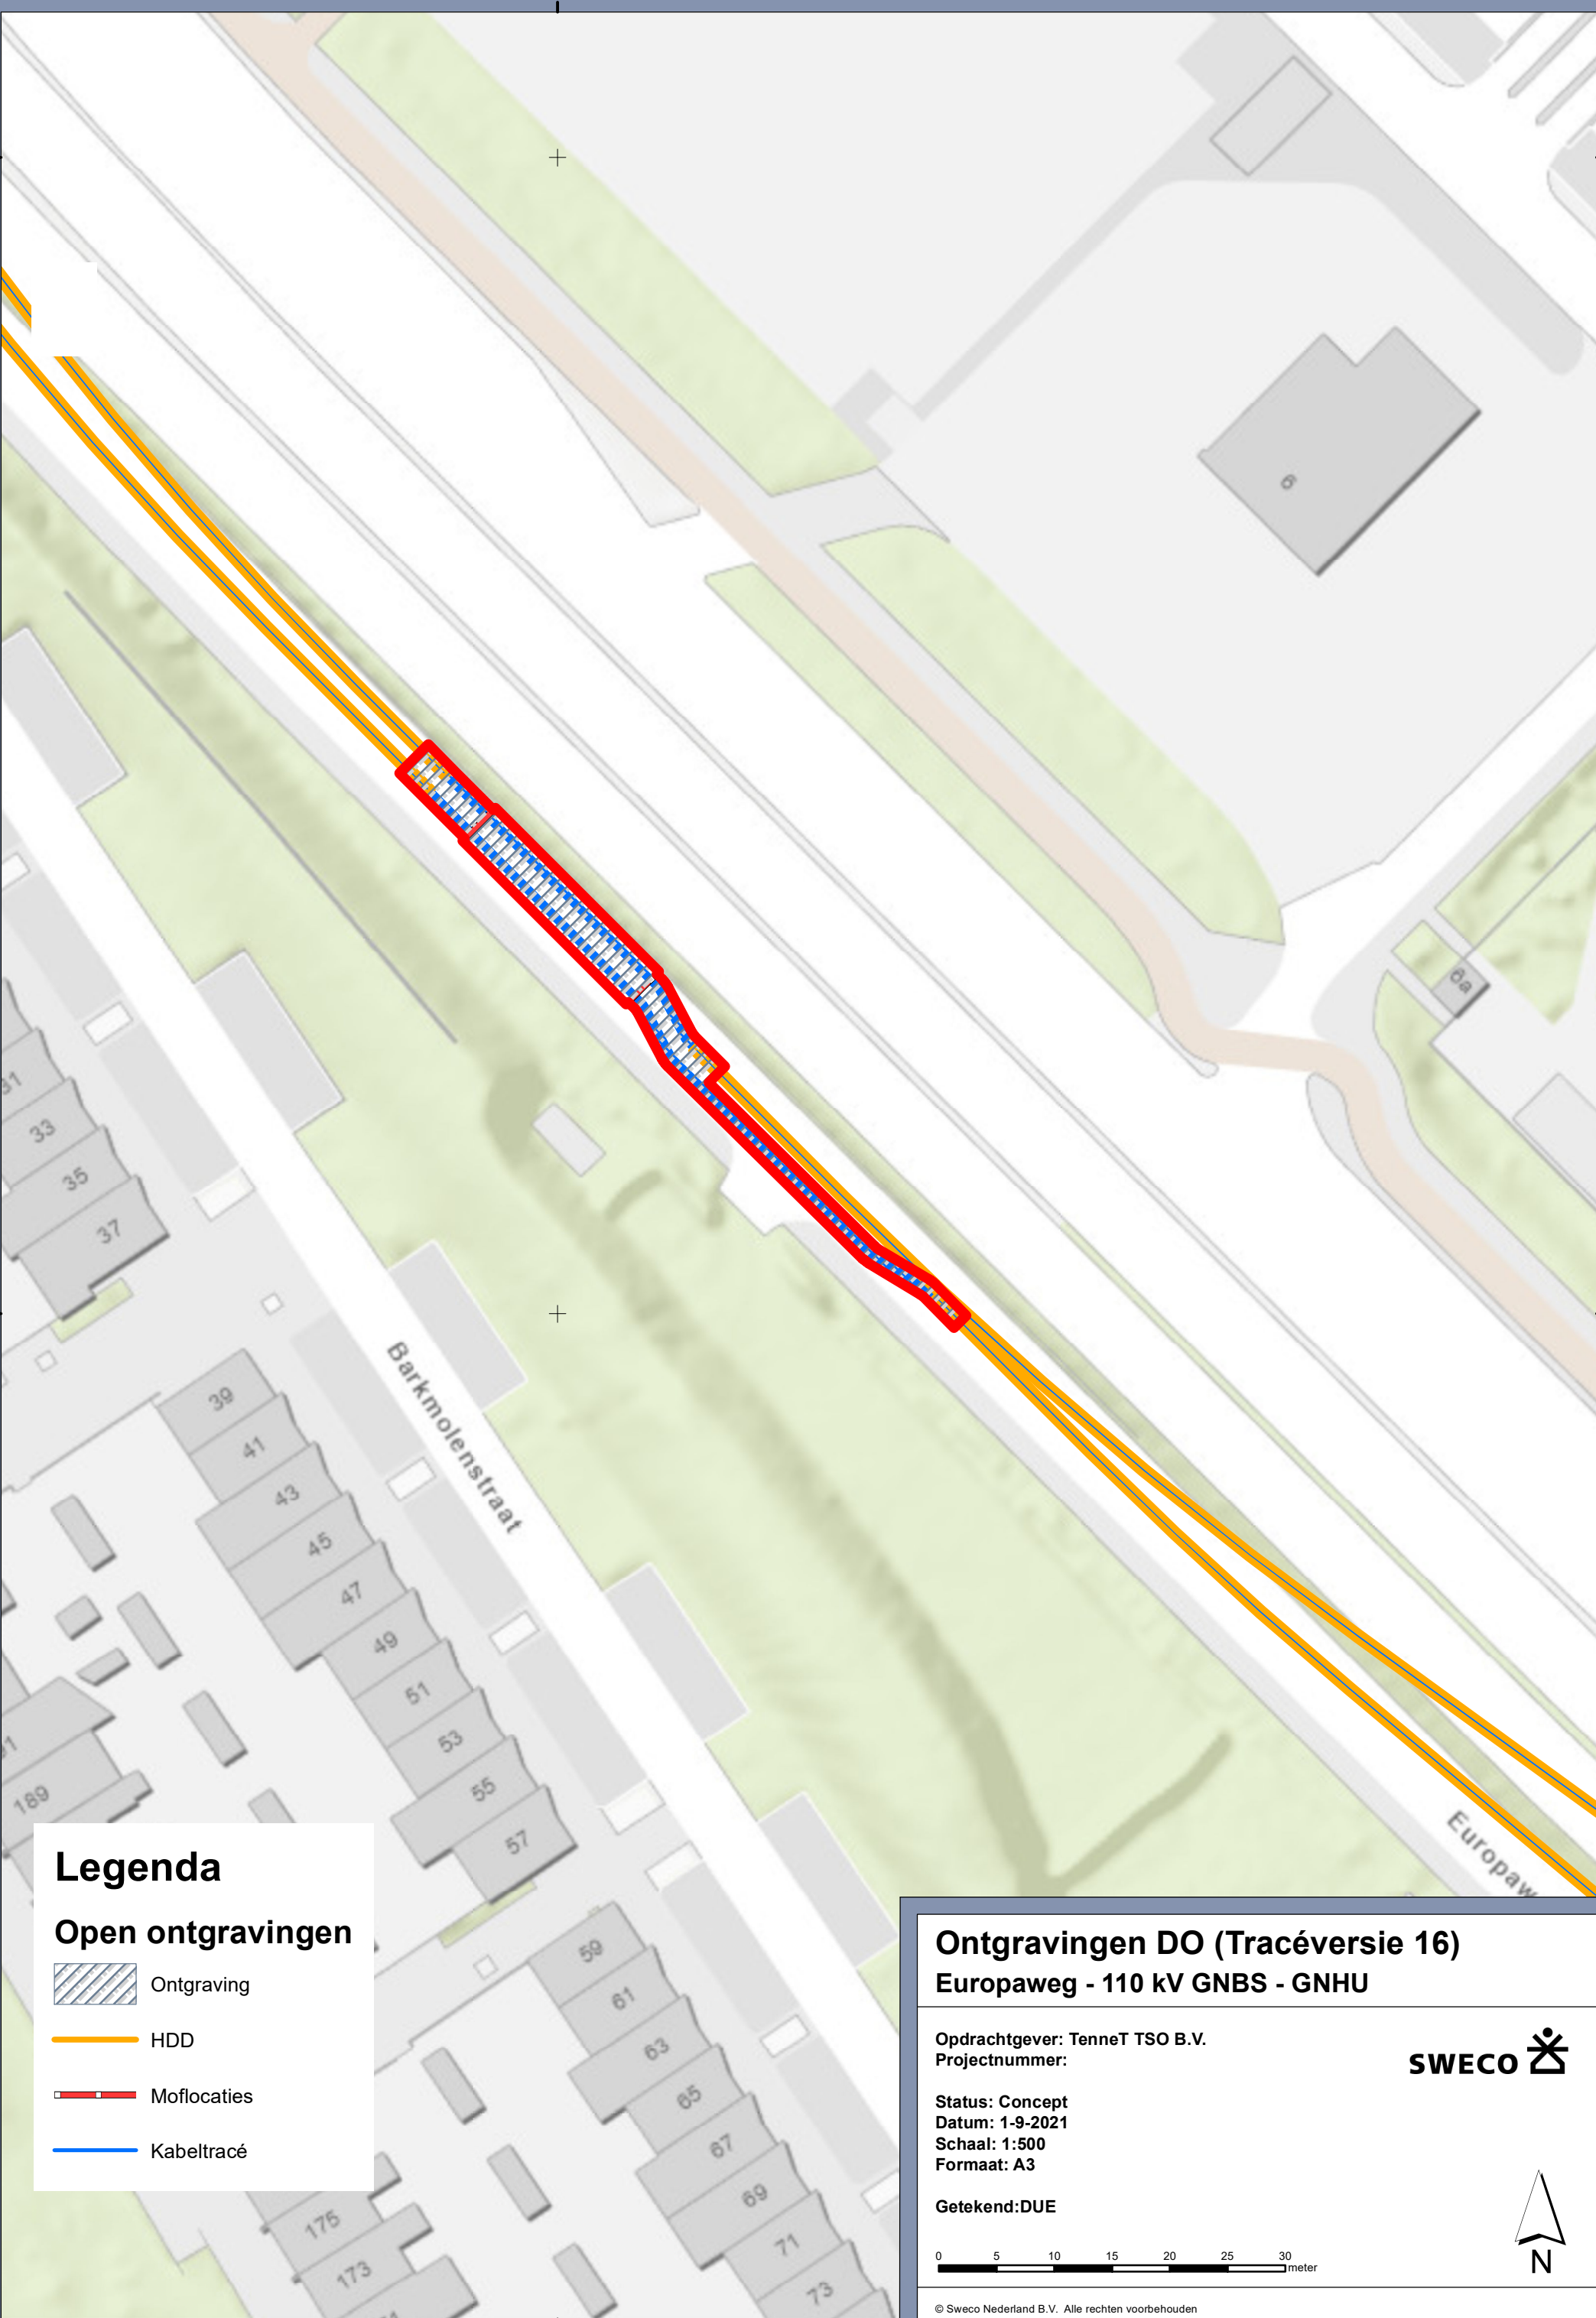 6
6a
31
33
35
37
39
41
43
45
47
49
51
53
55
57
59
61
63
65
67
69
71
73
189
175
173
Barkmolenstraat
Europaw
Legenda
Open ontgravingen
Ontgraving
HDD
Moflocaties
Kabeltracé
Ontgravingen DO (Tracéversie 16)
Europaweg - 110 kV GNBS - GNHU
Opdrachtgever: TenneT TSO B.V.
Projectnummer:
SWECO
Status: Concept
Datum: 1-9-2021
Schaal: 1:500
Formaat: A3
Getekend:DUE
0 5 10 15 20 25 30
meter
N
© Sweco Nederland B.V. Alle rechten voorbehouden